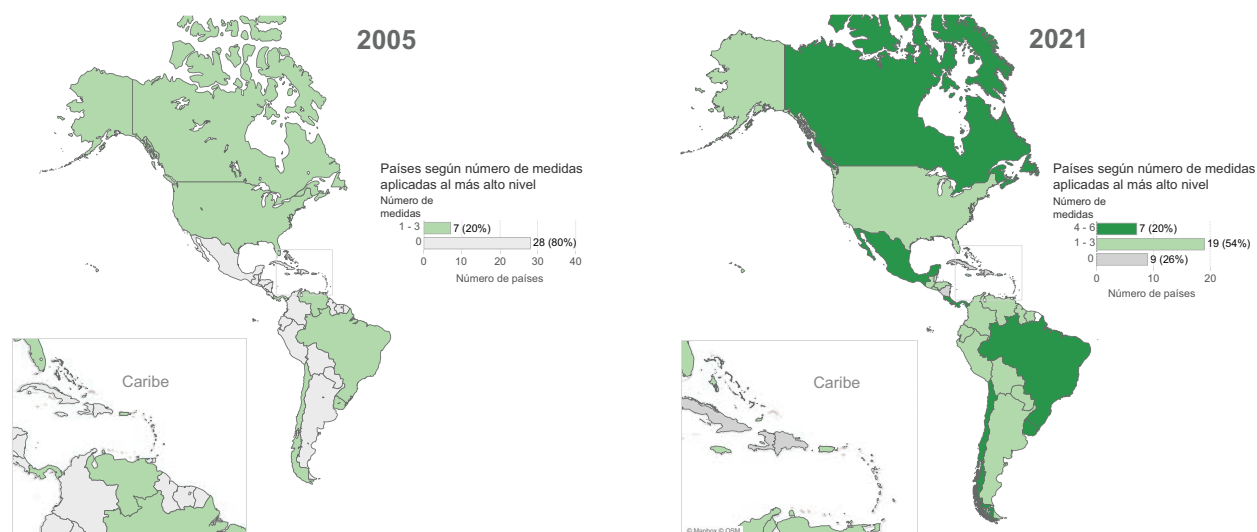 2005
Países según número de medidas
aplicadas al más alto nivel
Número de
medidas
1 - 3
7 (20%)
0
28 (80%)
0 10 20 30 40
Número de países
Caribe
2021
Países según número de medidas
aplicadas al más alto nivel
Número de
medidas
4 - 6
7 (20%)
1 - 3
19 (54%)
0
9 (26%)
0 10 20
Número de países
Caribe
© Mapbox © OSM